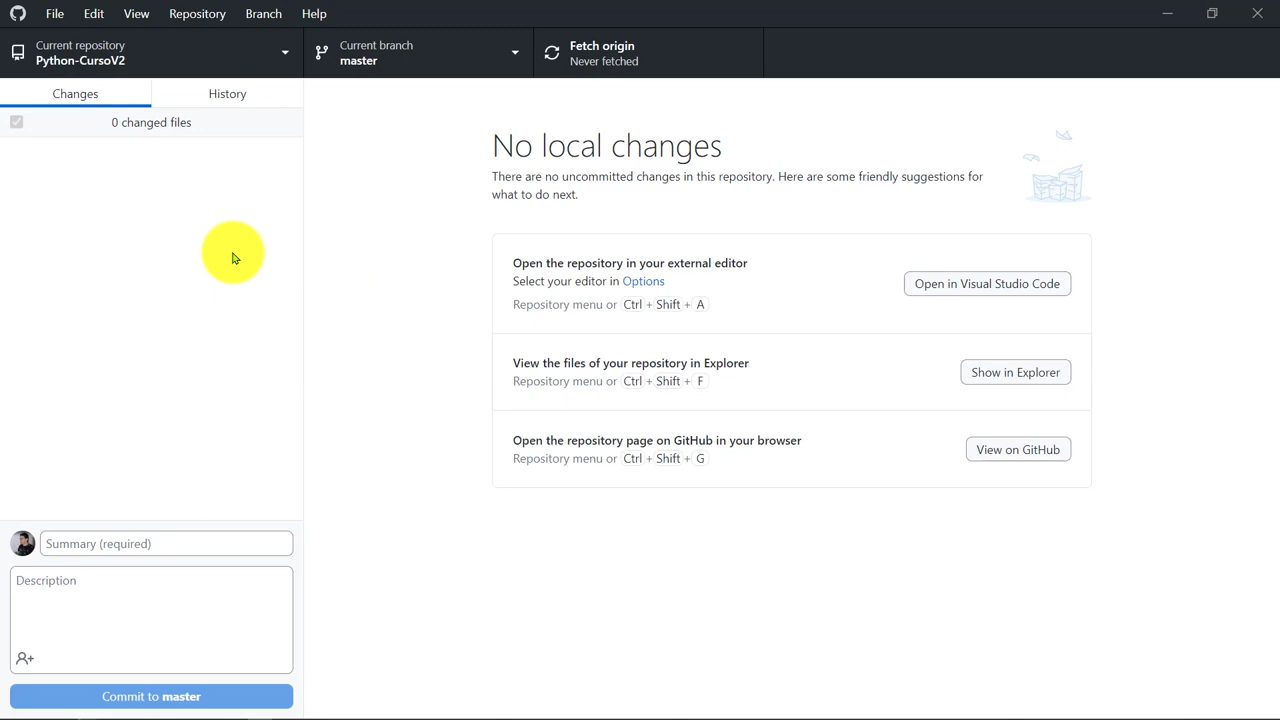 File Edit View Repository Branch Help
Current repository
Python-CursoV2
Current branch
master
Fetch origin
Never fetched
Changes
History
0 changed files
No local changes
There are no uncommitted changes in this repository. Here are some friendly suggestions for
what to do next.
Open the repository in your external editor
Select your editor in Options
Repository menu or Ctrl + Shift + A
Open in Visual Studio Code
View the files of your repository in Explorer
Repository menu or Ctrl + Shift + F
Show in Explorer
Open the repository page on GitHub in your browser
Repository menu or Ctrl + Shift + G
View on GitHub
Summary (required)
Description
Commit to master